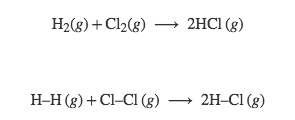 H₂(g) + Cl₂(g) ⟶ 2HCl (g)
H–H (g) + Cl–Cl (g) ⟶ 2H–Cl (g)